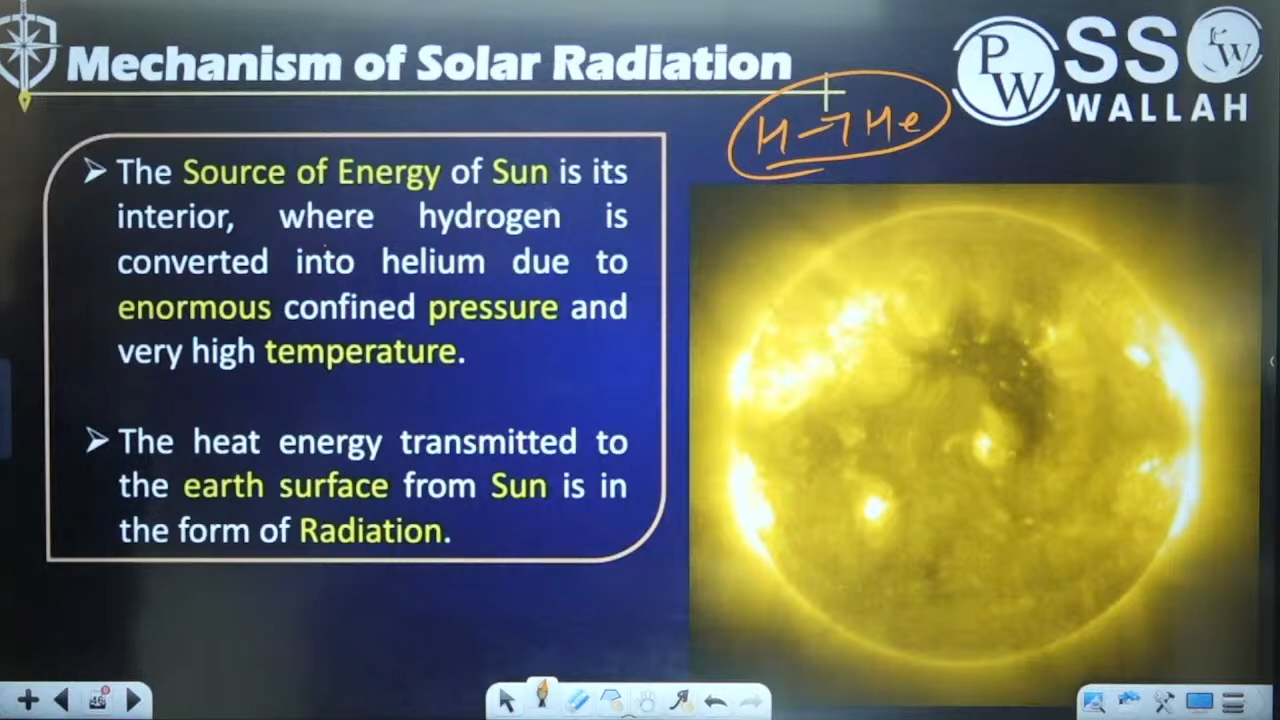 Mechanism of Solar Radiation
PW
SS
WALLAH
H → He
➢ The Source of Energy of Sun is its
interior, where hydrogen is
converted into helium due to
enormous confined pressure and
very high temperature.
➢ The heat energy transmitted to
the earth surface from Sun is in
the form of Radiation.
46